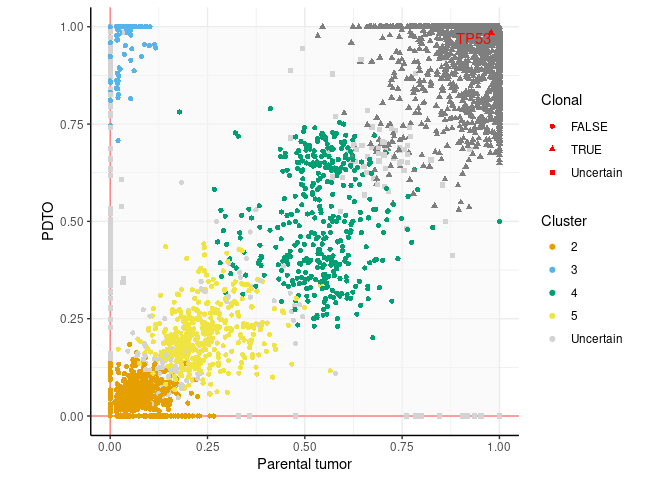 1.00
0.75
0.50
0.25
0.00
PDTO
TP53
0.00 0.25 0.50 0.75 1.00
Parental tumor
Clonal
FALSE
TRUE
Uncertain
Cluster
2
3
4
5
Uncertain